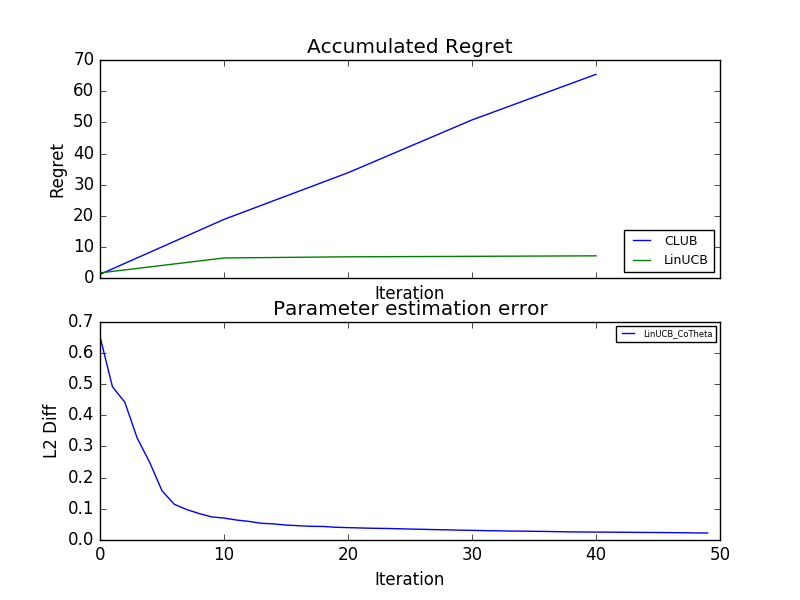 Accumulated Regret
70
60
50
40
30
20
10
0
Regret
CLUB
LinUCB
Iteration
Parameter estimation error
0.7
0.6
0.5
0.4
0.3
0.2
0.1
0.0
L2 Diff
LinUCB_CoTheta
0 10 20 30 40 50
Iteration